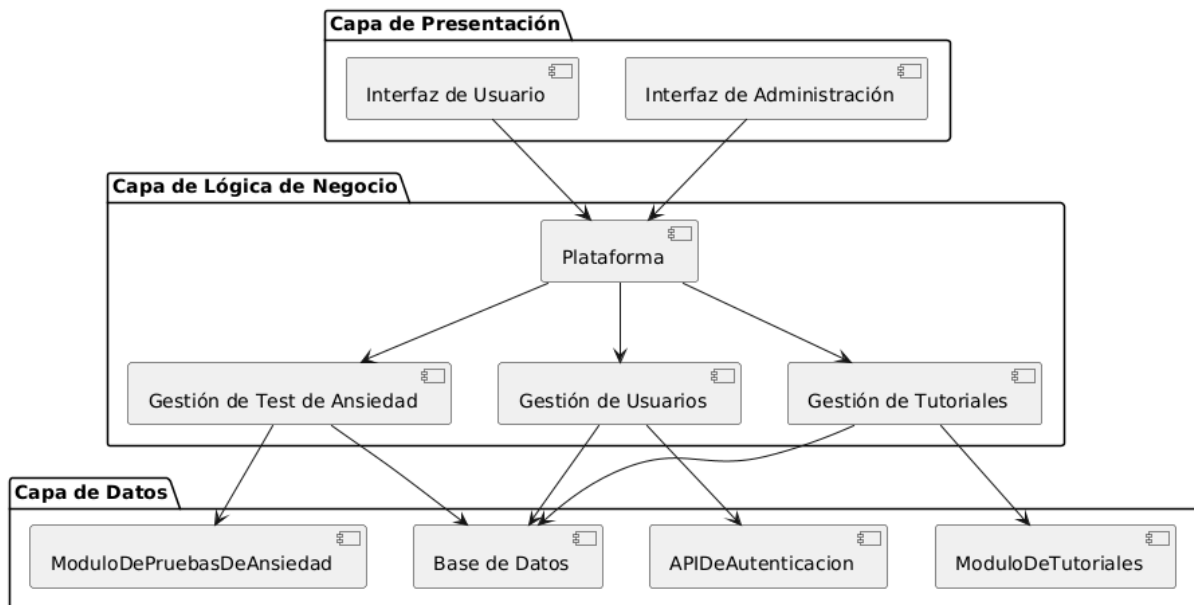 Capa de Presentación
Interfaz de Usuario
Interfaz de Administración
Capa de Lógica de Negocio
Plataforma
Gestión de Test de Ansiedad
Gestión de Usuarios
Gestión de Tutoriales
Capa de Datos
ModuloDePruebasDeAnsiedad
Base de Datos
APIDeAutenticacion
ModuloDeTutoriales